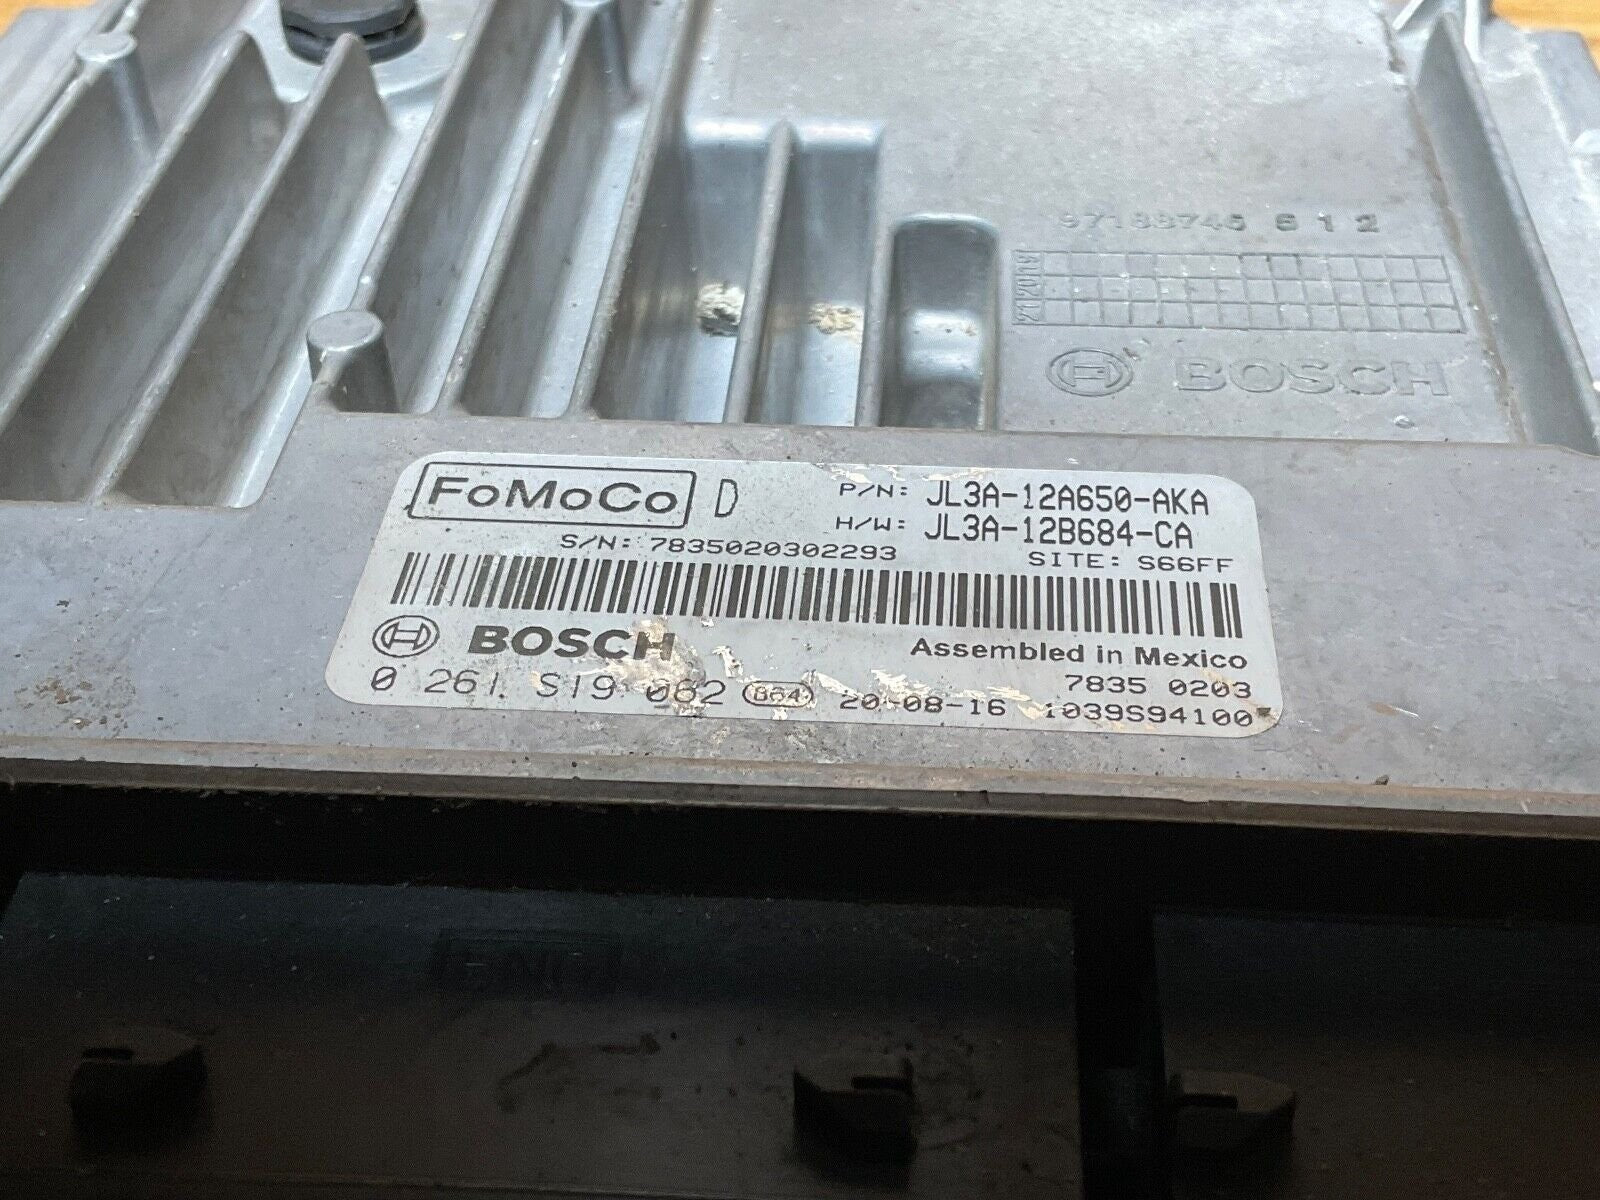 612
BOSCH
FoMoCo D P/N: JL3A-12A650-AKA
H/W: JL3A-12B684-CA
S/N: 7835020302293 SITE: S66FF
BOSCH Assembled in Mexico
7835 0203
0 261 S19 062 864 20-08-16 1039S94100